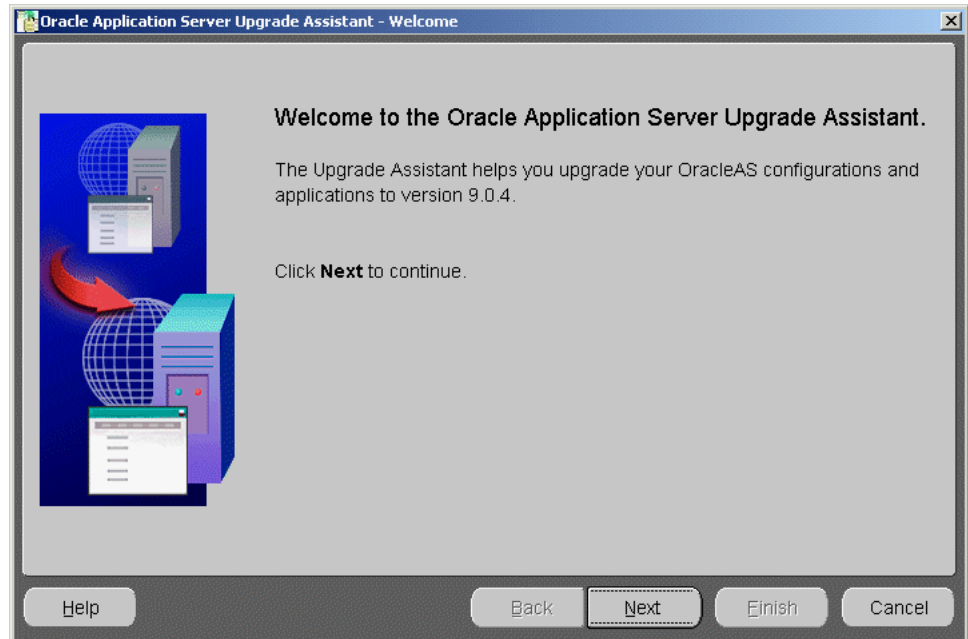 Oracle Application Server Upgrade Assistant - Welcome
Welcome to the Oracle Application Server Upgrade Assistant.
The Upgrade Assistant helps you upgrade your OracleAS configurations and
applications to version 9.0.4.
Click Next to continue.
Help
Back
Next
Finish
Cancel